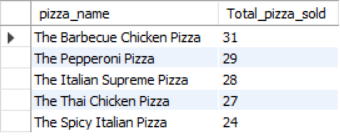 pizza_name Total_pizza_sold
The Barbecue Chicken Pizza 31
The Pepperoni Pizza 29
The Italian Supreme Pizza 28
The Thai Chicken Pizza 27
The Spicy Italian Pizza 24